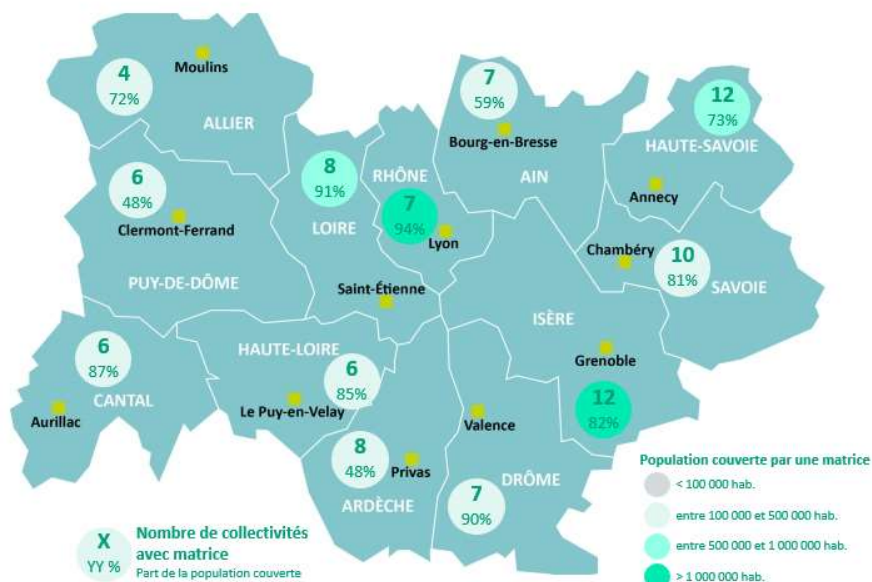 Moulins
4
72%
ALLIER
7
59%
Bourg-en-Bresse
AIN
12
73%
HAUTE-SAVOIE
Annecy
6
48%
Clermont-Ferrand
PUY-DE-DÔME
8
91%
LOIRE
Saint-Étienne
RHÔNE
7
94%
Lyon
Chambéry
10
81%
SAVOIE
ISÈRE
Grenoble
12
82%
6
87%
CANTAL
Aurillac
HAUTE-LOIRE
6
85%
Le Puy-en-Velay
8
48%
Privas
ARDÈCHE
Valence
DRÔME
7
90%
X
YY %
Nombre de collectivités
avec matrice
Part de la population couverte
Population couverte par une matrice
< 100 000 hab.
entre 100 000 et 500 000 hab.
entre 500 000 et 1 000 000 hab.
> 1 000 000 hab.